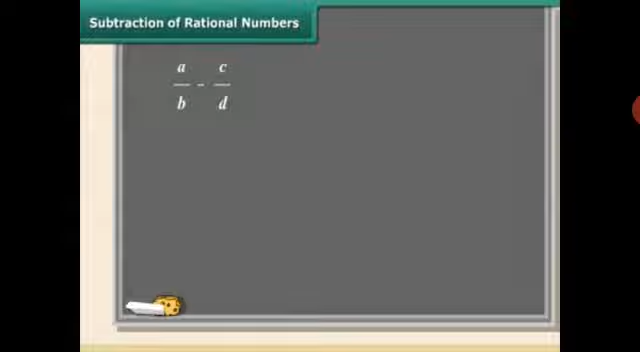 Subtraction of Rational Numbers
a/b - c/d